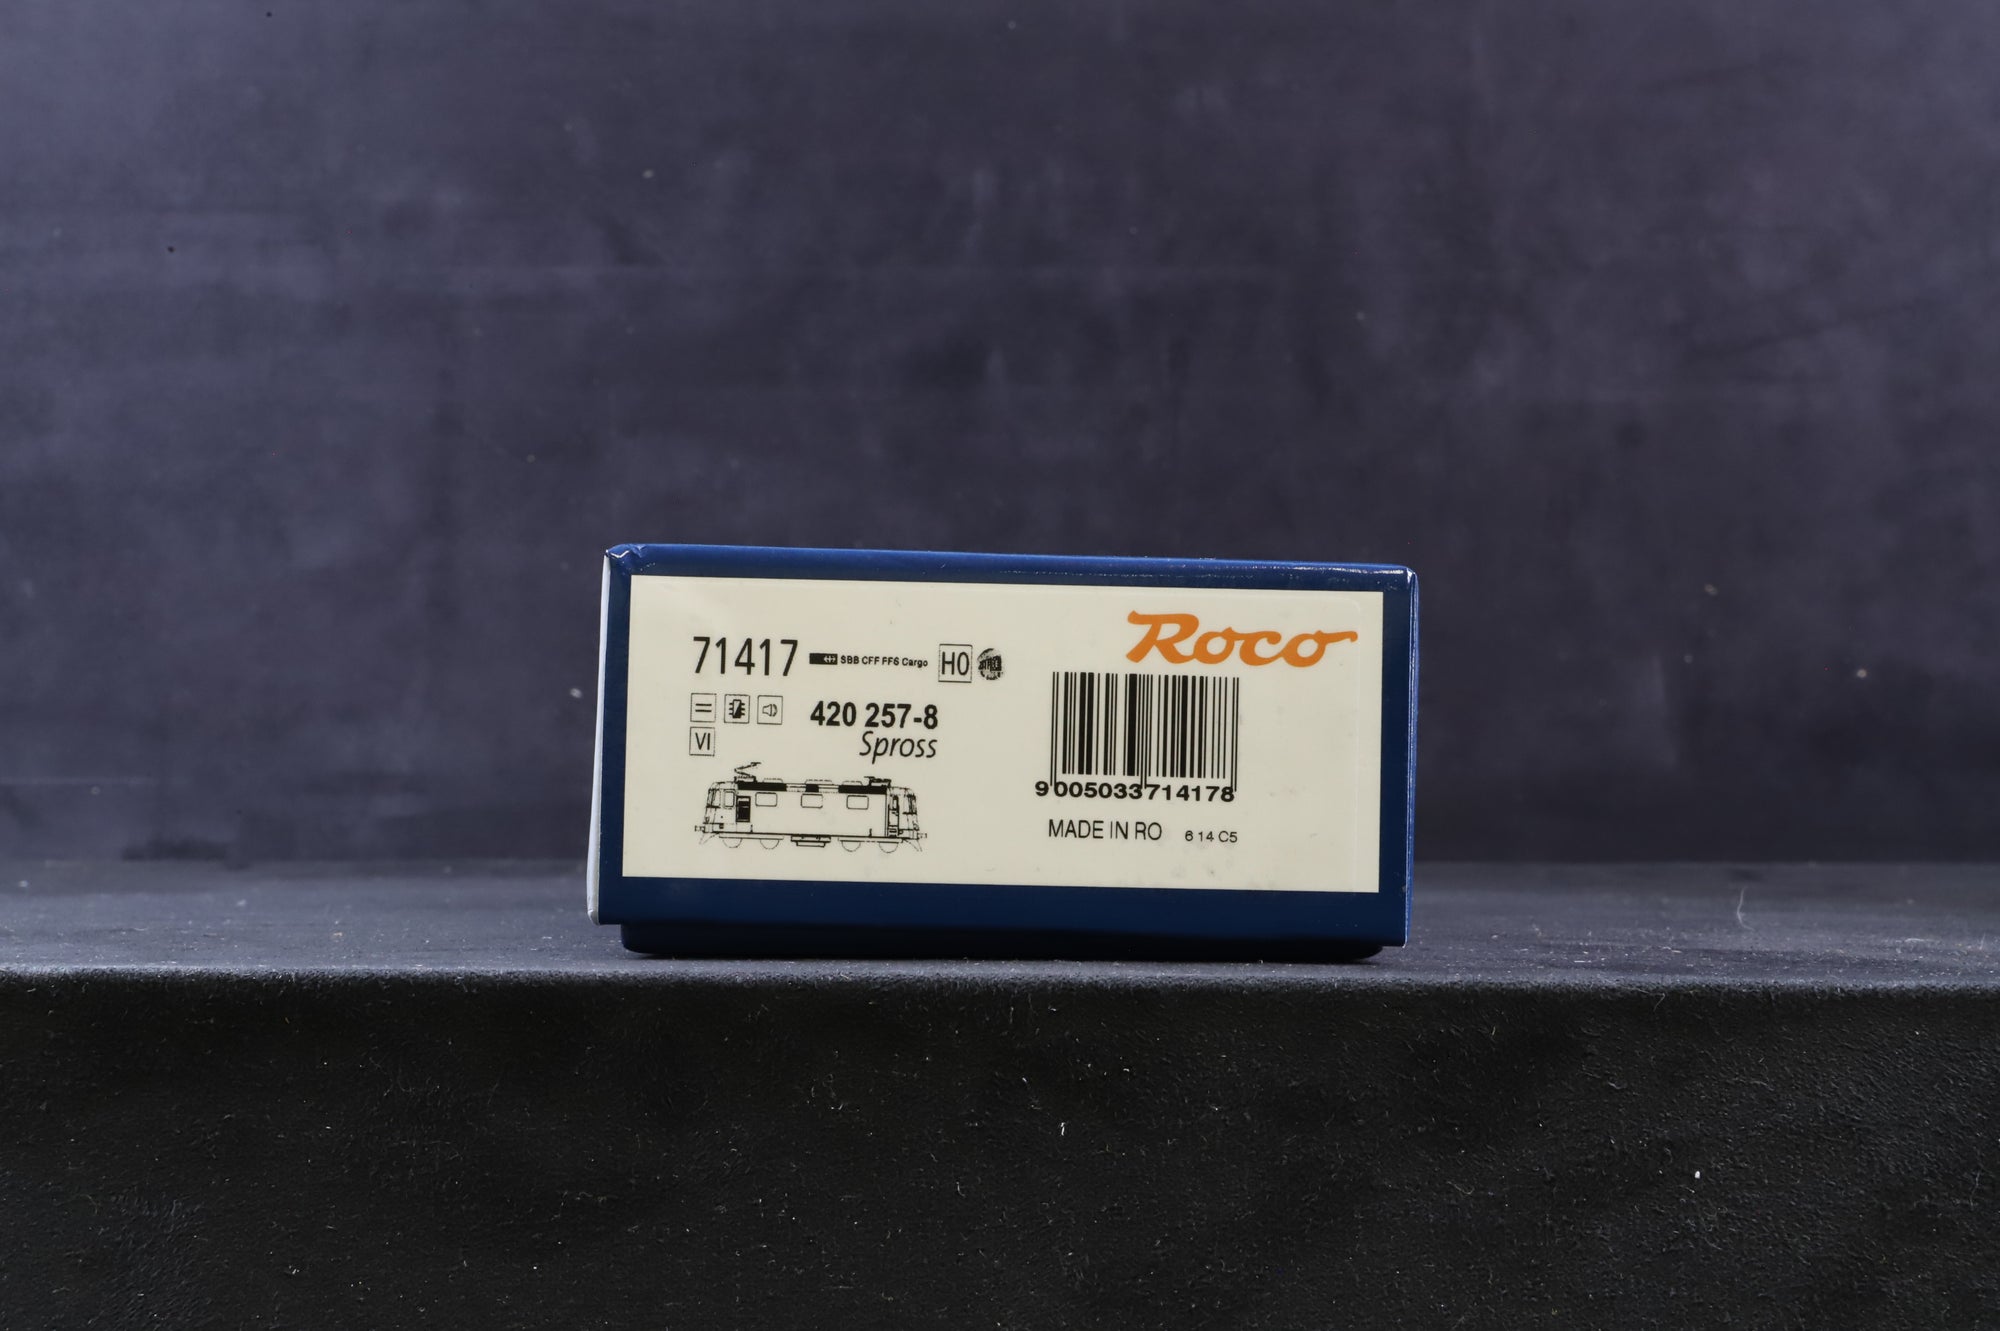 Roco
71417 SBB CFF FFS Cargo H0
420 257-8
VI Spross
9 005033 714178
MADE IN RO 6 14 C5